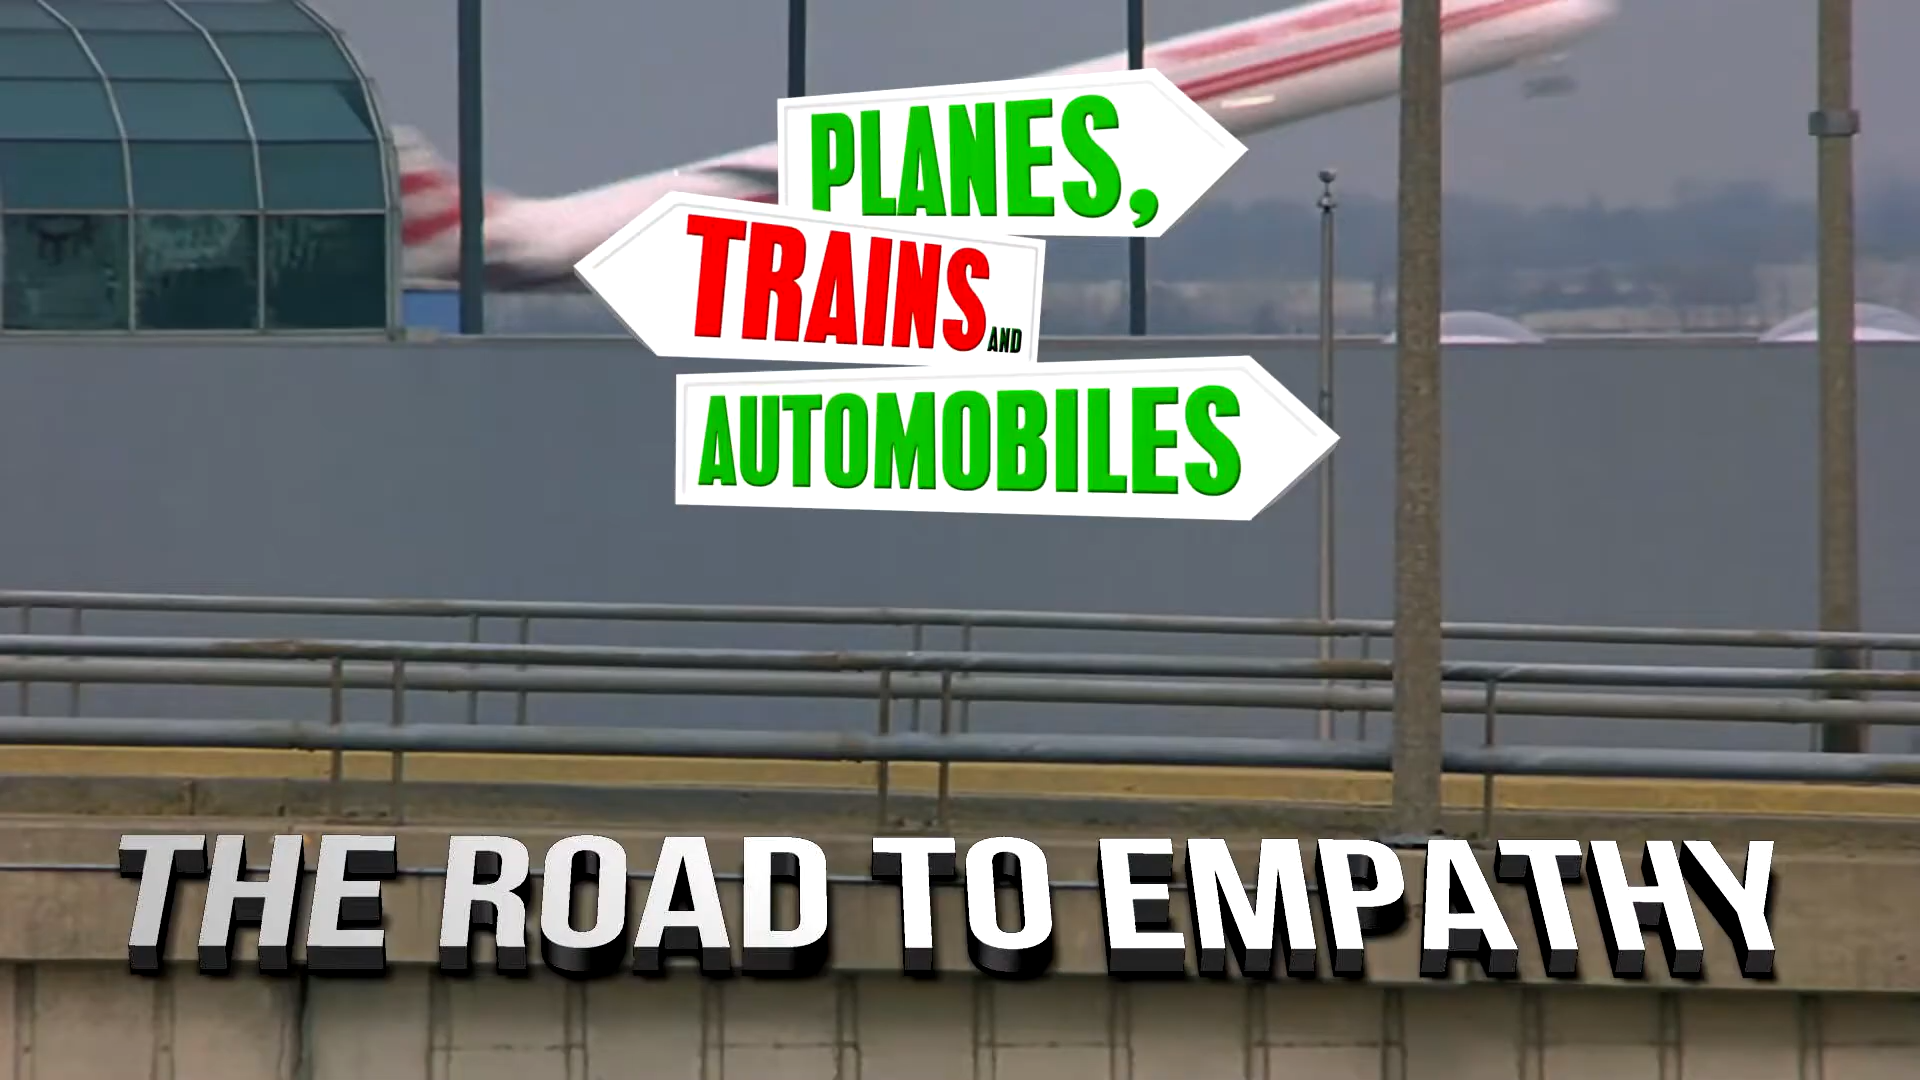 PLANES,
TRAINS AND
AUTOMOBILES
THE ROAD TO EMPATHY